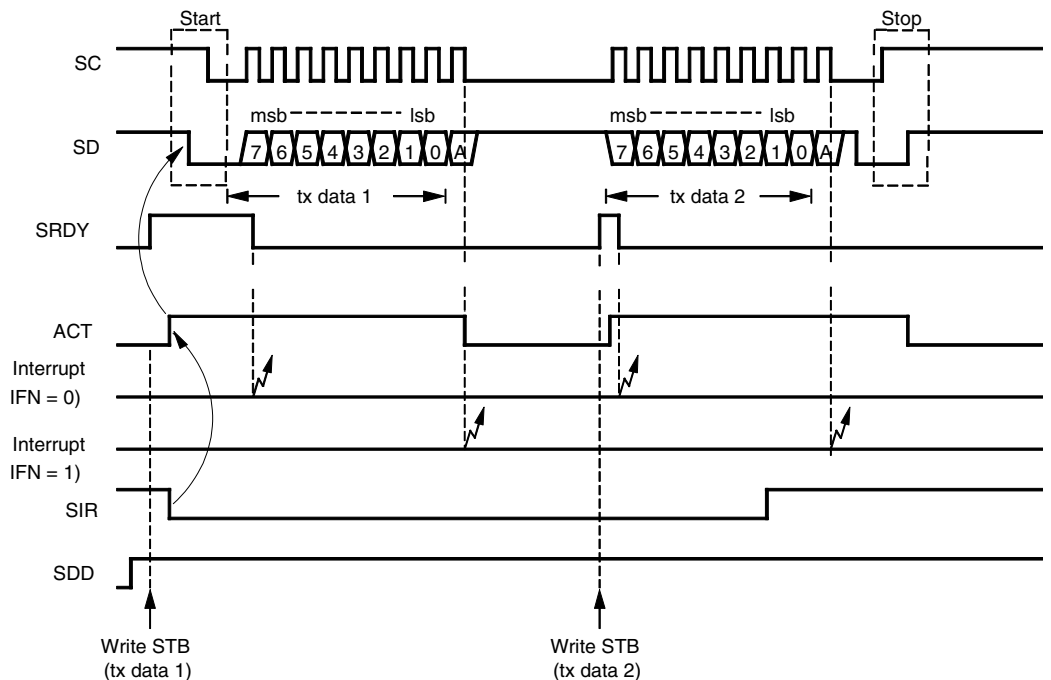 Start
Stop
SC
msb lsb
msb lsb
SD
7 6 5 4 3 2 1 0 A
7 6 5 4 3 2 1 0 A
tx data 1
tx data 2
SRDY
ACT
Interrupt
IFN = 0)
Interrupt
IFN = 1)
SIR
SDD
Write STB
(tx data 1)
Write STB
(tx data 2)